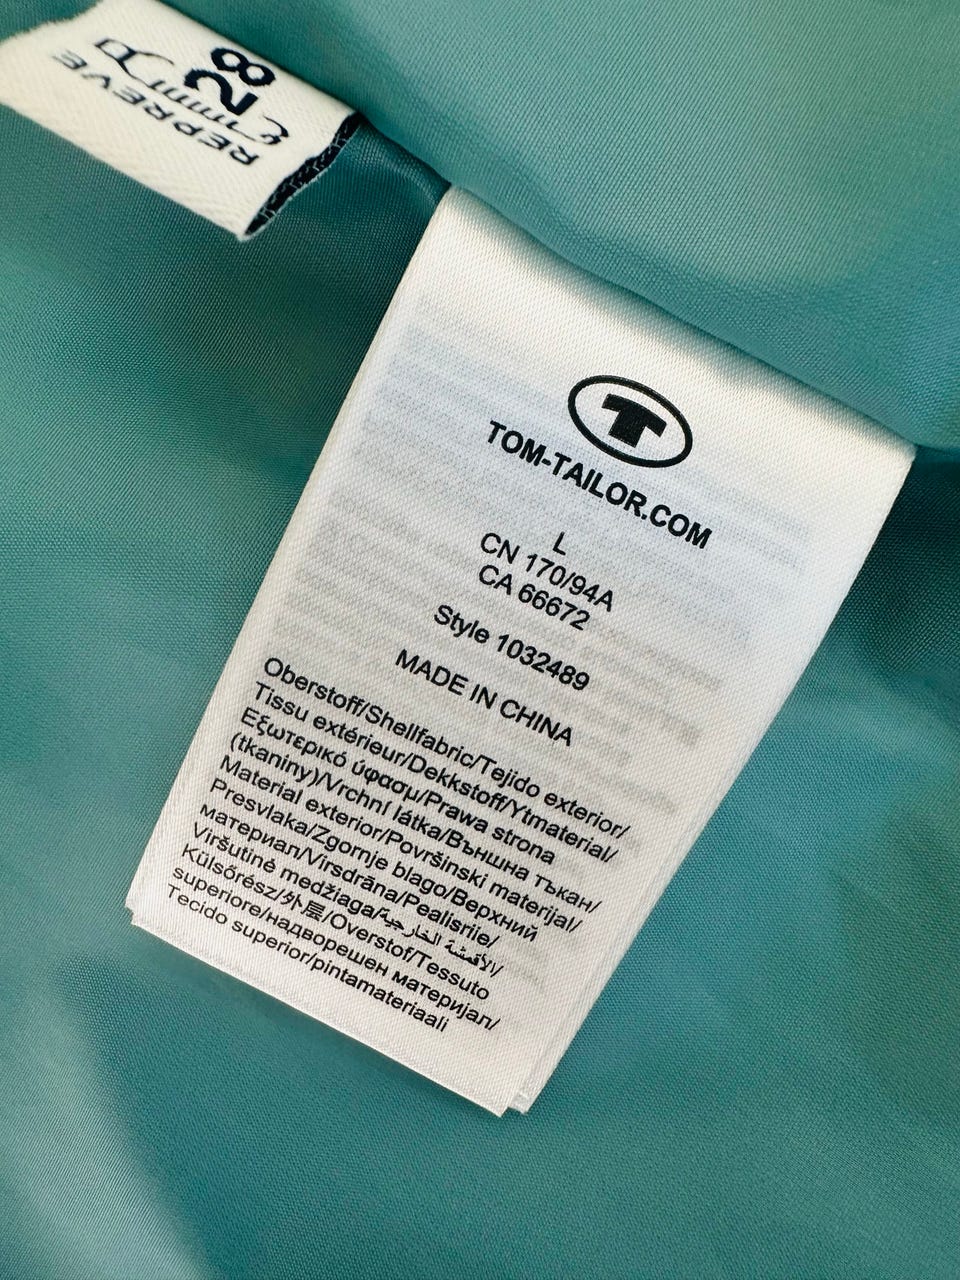 REPREVE
28
T
TOM-TAILOR.COM
L
CN 170/94A
CA 66672
Style 1032489
MADE IN CHINA
Oberstoff/Shellfabric/Tejido exterior/
Tissu extérieur/Dekkstoff/Ytmaterial/
Εξωτερικό ύφασμ/Prawa strona
(tkaniny)/Vrchní látka/Външна тъкан/
Material exterior/Površinski materijal/
Presvlaka/Zgornje blago/Верхний
материал/Virsdrāna/Pealisriie/
Viršutinė medžiaga/الأقمشة الخارجية/
Külsőrész/外层/Overstof/Tessuto
superiore/надворешен материјал/
Tecido superior/pintamateriaali